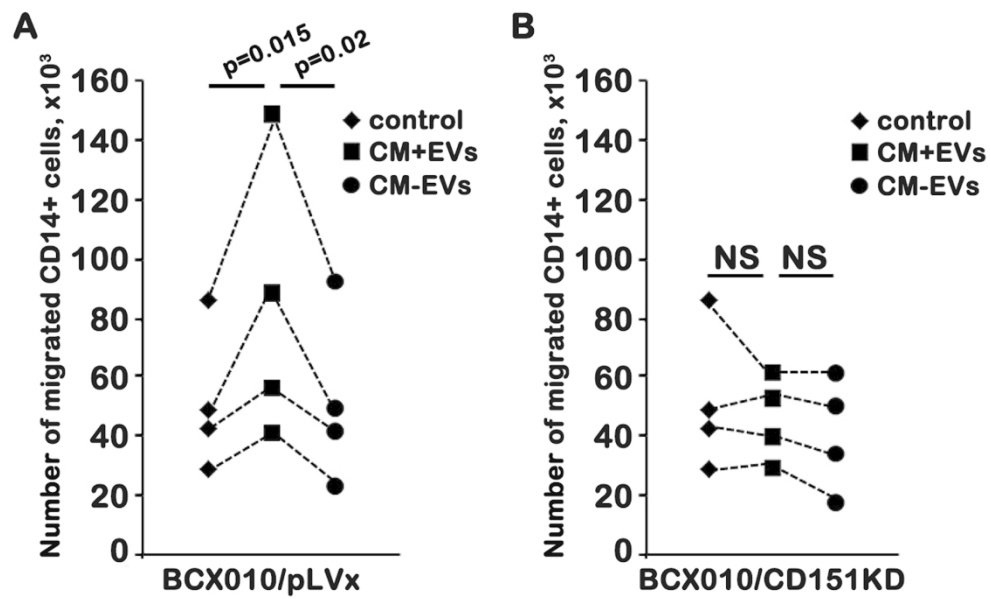 A
p=0.015
p=0.02
Number of migrated CD14+ cells, x10³
160
140
120
100
80
60
40
20
0
control
CM+EVs
CM-EVs
BCX010/pLVx
B
Number of migrated CD14+ cells, x10³
160
140
120
100
80
60
40
20
0
control
CM+EVs
CM-EVs
NS NS
BCX010/CD151KD